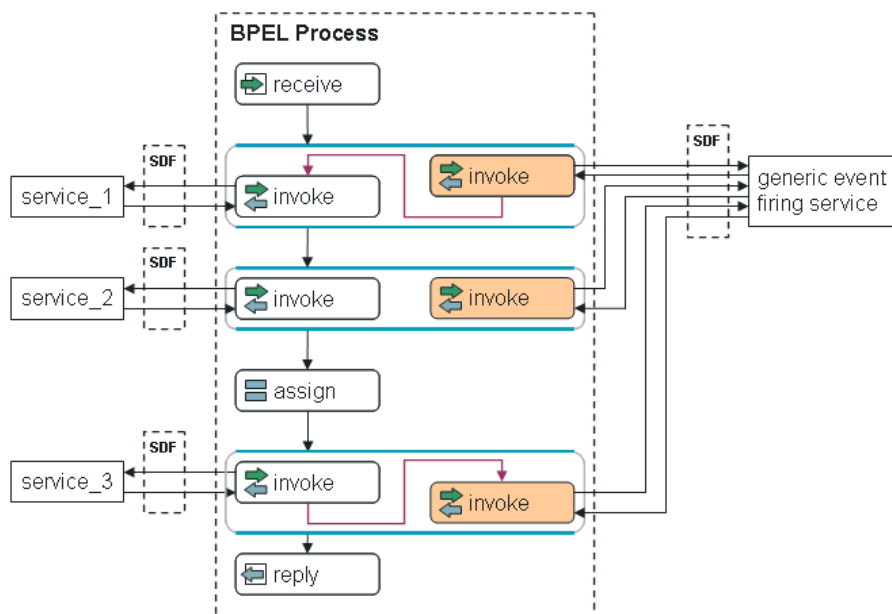 BPEL Process
receive
SDF
SDF
service_1
invoke
invoke
generic event
firing service
SDF
service_2
invoke
invoke
assign
SDF
service_3
invoke
invoke
reply